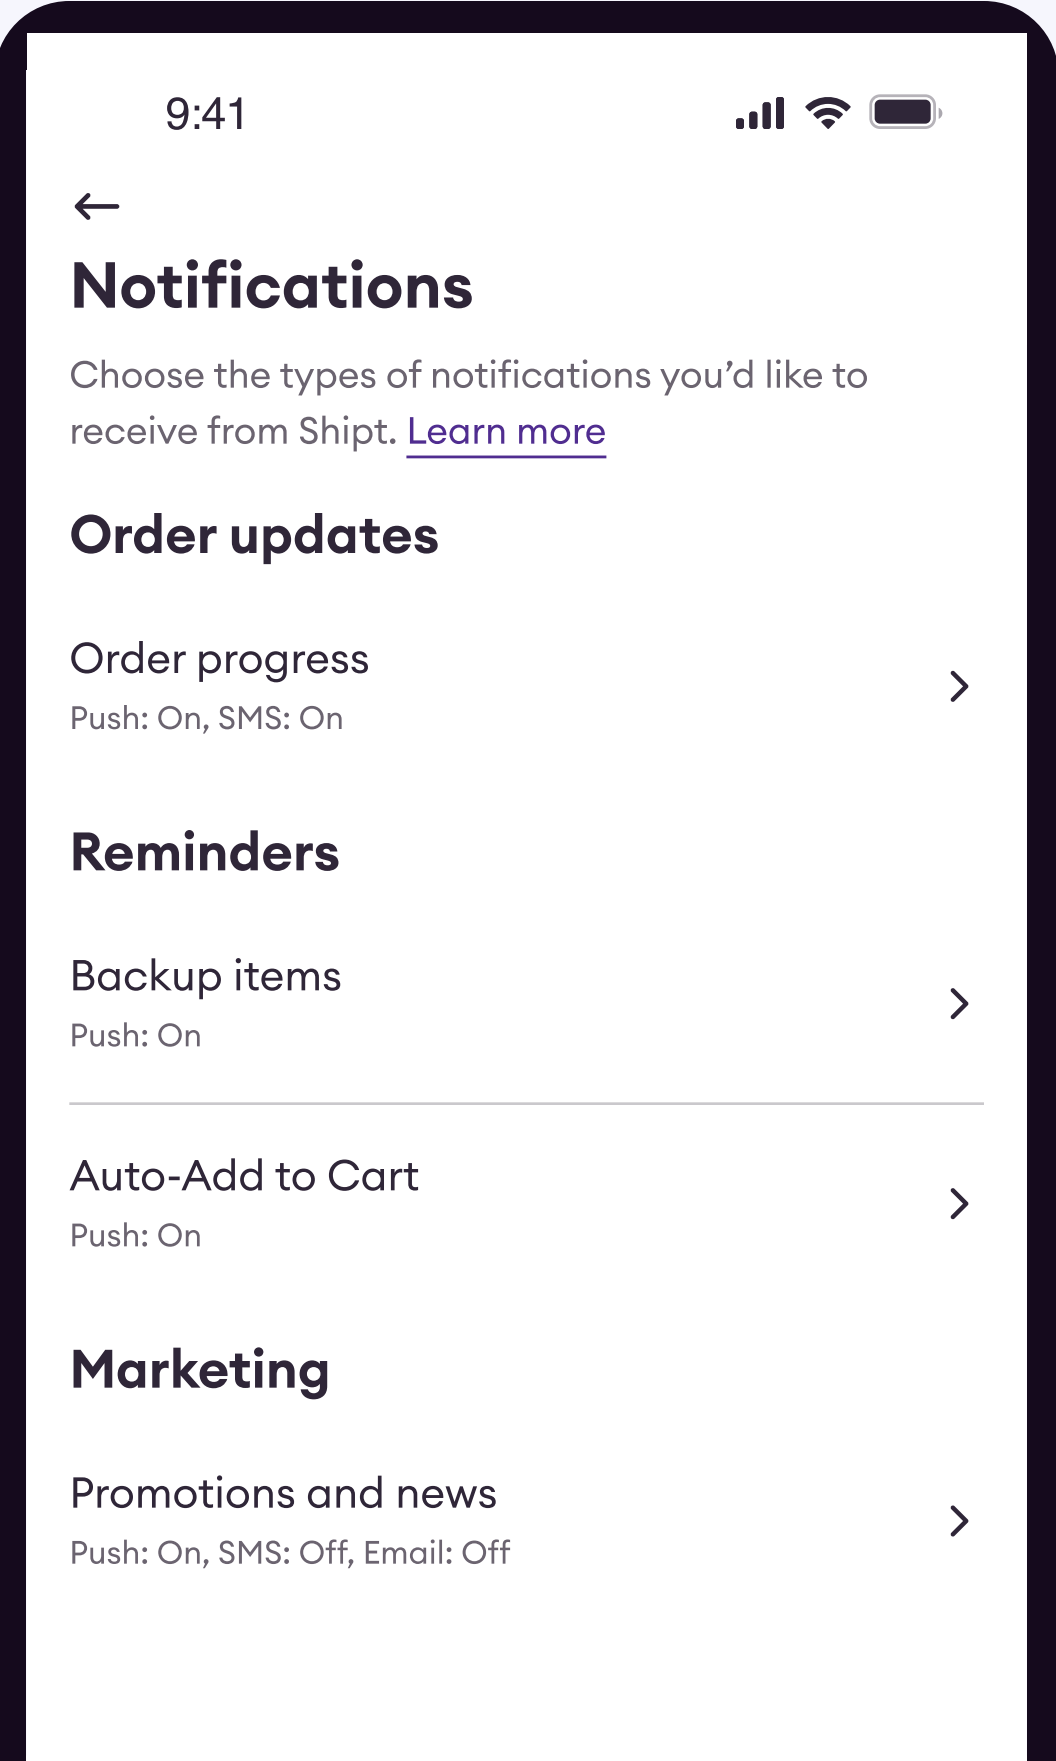 9:41
Notifications
Choose the types of notifications you’d like to
receive from Shipt. Learn more
Order updates
Order progress
Push: On, SMS: On
Reminders
Backup items
Push: On
Auto-Add to Cart
Push: On
Marketing
Promotions and news
Push: On, SMS: Off, Email: Off